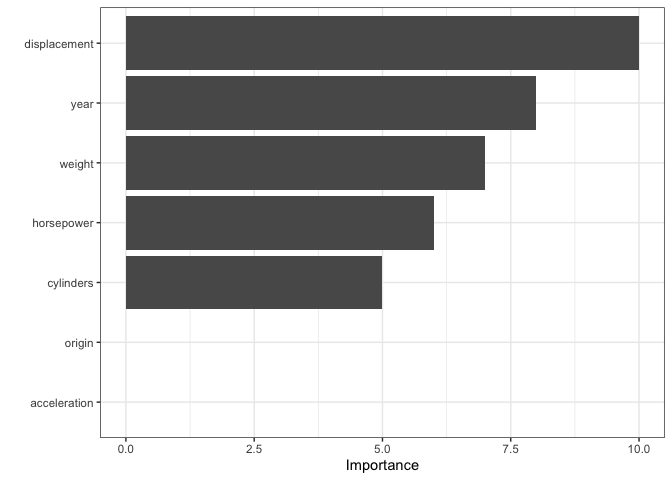 displacement
year
weight
horsepower
cylinders
origin
acceleration
0.0 2.5 5.0 7.5 10.0
Importance